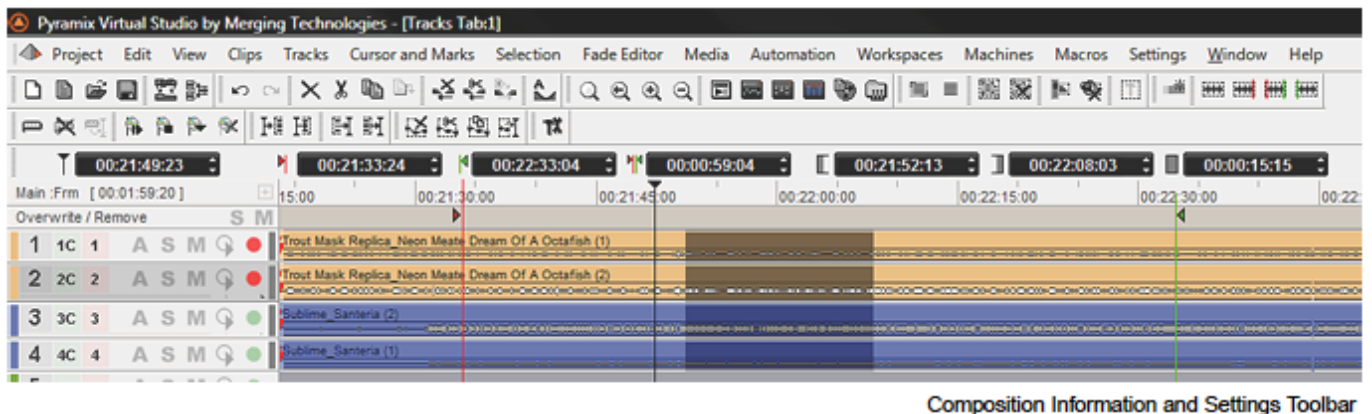 Pyramix Virtual Studio by Merging Technologies - [Tracks Tab:1]
Project Edit View Clips Tracks Cursor and Marks Selection Fade Editor Media Automation Workspaces Machines Macros Settings Window Help
00:21:49:23 00:21:33:24 00:22:33:04 00:00:59:04 00:21:52:13 00:22:08:03 00:00:15:15
Main :Frm [ 00:01:59:20 ] 15:00 00:21:30:00 00:21:45:00 00:22:00:00 00:22:15:00 00:22:30:00 00:22:
Overwrite / Remove S M
1 1C 1 A S M Trout Mask Replica_Neon Meate Dream Of A Octafish (1)
2 2C 2 A S M Trout Mask Replica_Neon Meate Dream Of A Octafish (2)
3 3C 3 A S M Sublime_Santeria (2)
4 4C 4 A S M Sublime_Santeria (1)
Composition Information and Settings Toolbar